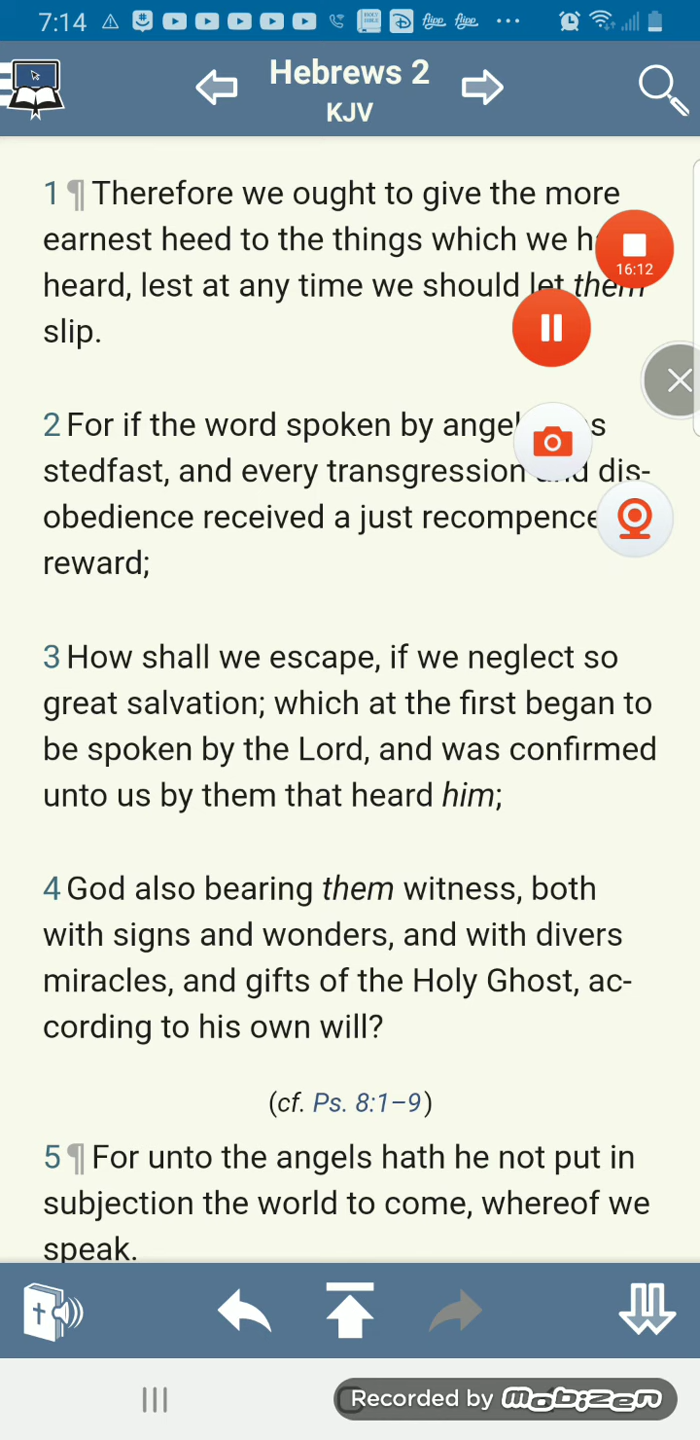 7:14
Hebrews 2
KJV
1 ¶ Therefore we ought to give the more
earnest heed to the things which we h
16:12
heard, lest at any time we should let them
slip.
2 For if the word spoken by angel s
stedfast, and every transgression and dis-
obedience received a just recompence
reward;
3 How shall we escape, if we neglect so
great salvation; which at the first began to
be spoken by the Lord, and was confirmed
unto us by them that heard him;
4 God also bearing them witness, both
with signs and wonders, and with divers
miracles, and gifts of the Holy Ghost, ac-
cording to his own will?
(cf. Ps. 8:1–9)
5 ¶ For unto the angels hath he not put in
subjection the world to come, whereof we
speak.
Recorded by mobizen